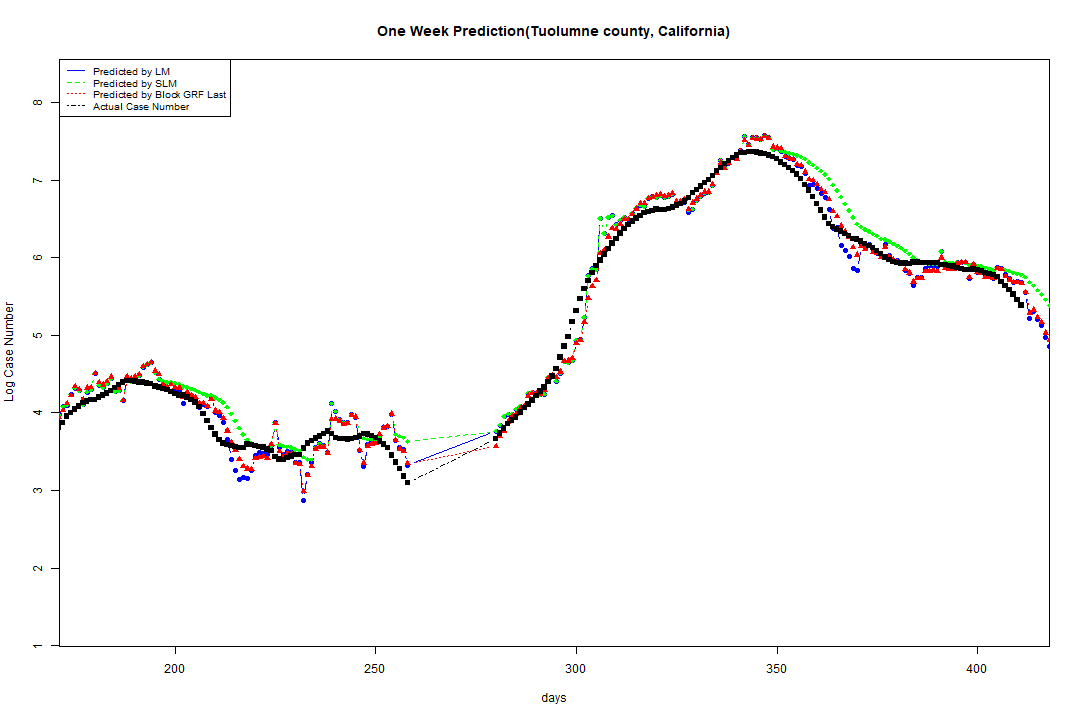 One Week Prediction(Tuolumne county, California)
Predicted by LM
Predicted by SLM
Predicted by Block GRF Last
Actual Case Number
8
7
6
5
4
3
2
1
Log Case Number
200 250 300 350 400
days